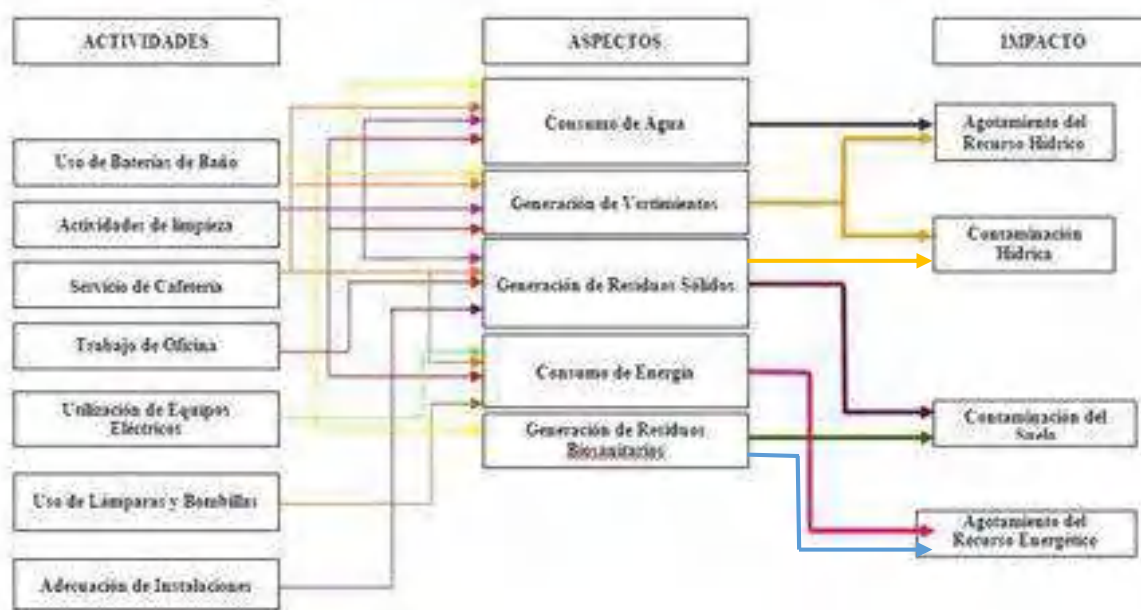 ACTIVIDADES
Uso de Baterías de Baño
Actividades de limpieza
Servicio de Cafetería
Trabajo de Oficina
Utilización de Equipos
Eléctricos
Uso de Lámparas y Bombillas
Adecuación de Instalaciones
ASPECTOS
Consumo de Agua
Generación de Vertimientos
Generación de Residuos Sólidos
Consumo de Energía
Generación de Residuos
Biosanitarios
IMPACTO
Agotamiento del
Recurso Hídrico
Contaminación
Hídrica
Contaminación del
Suelo
Agotamiento del
Recurso Energético